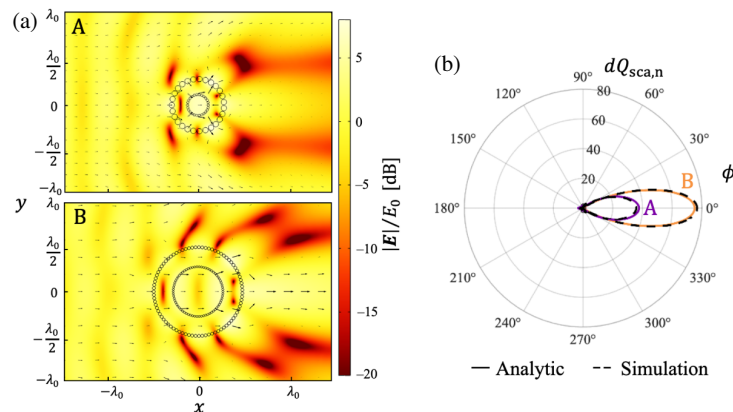 (a)
A
λ₀
λ₀/2
0
−λ₀/2
−λ₀
y
B
λ₀
λ₀/2
0
−λ₀/2
−λ₀
−λ₀ 0 λ₀
x
5
0
−5
−10
−15
−20
|E|/E₀ [dB]
(b)
dQsca,n
90°
120° 60°
150° 30°
180° 0°
210° 330°
240° 300°
270°
80
60
40
20
ϕ
B
A
Analytic Simulation